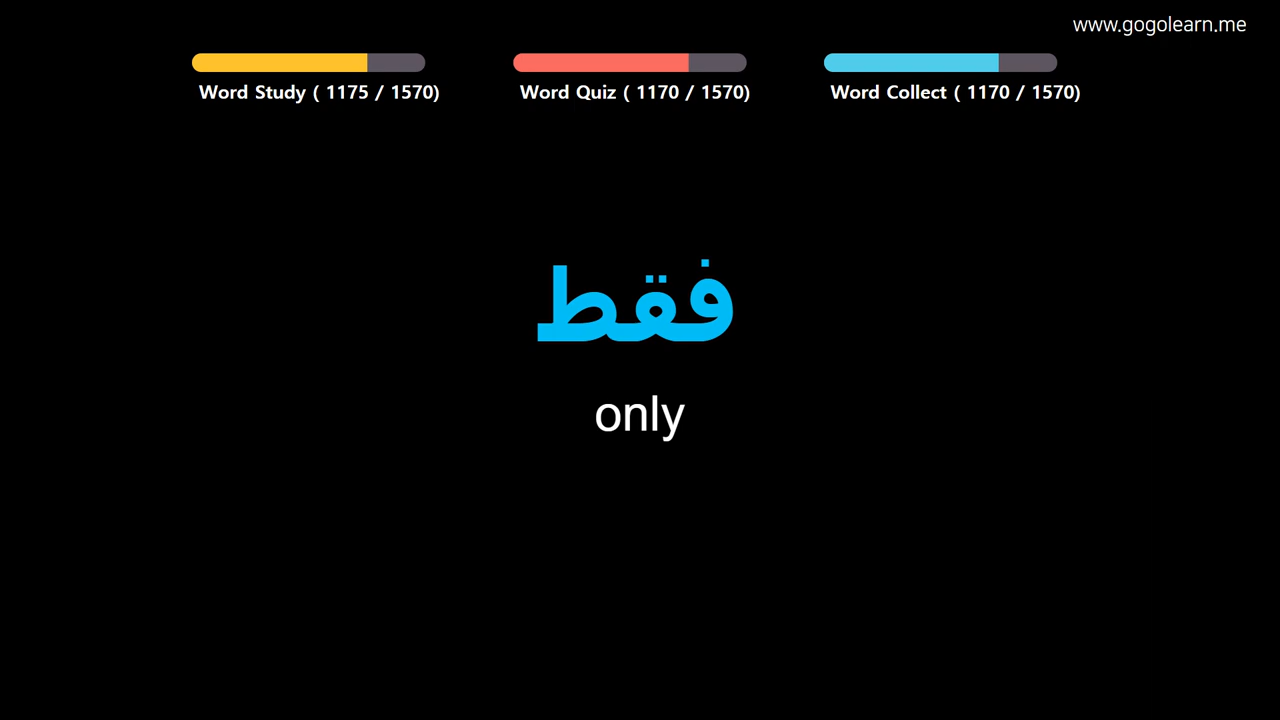 www.gogolearn.me
Word Study ( 1175 / 1570)
Word Quiz ( 1170 / 1570)
Word Collect ( 1170 / 1570)
فقط
only